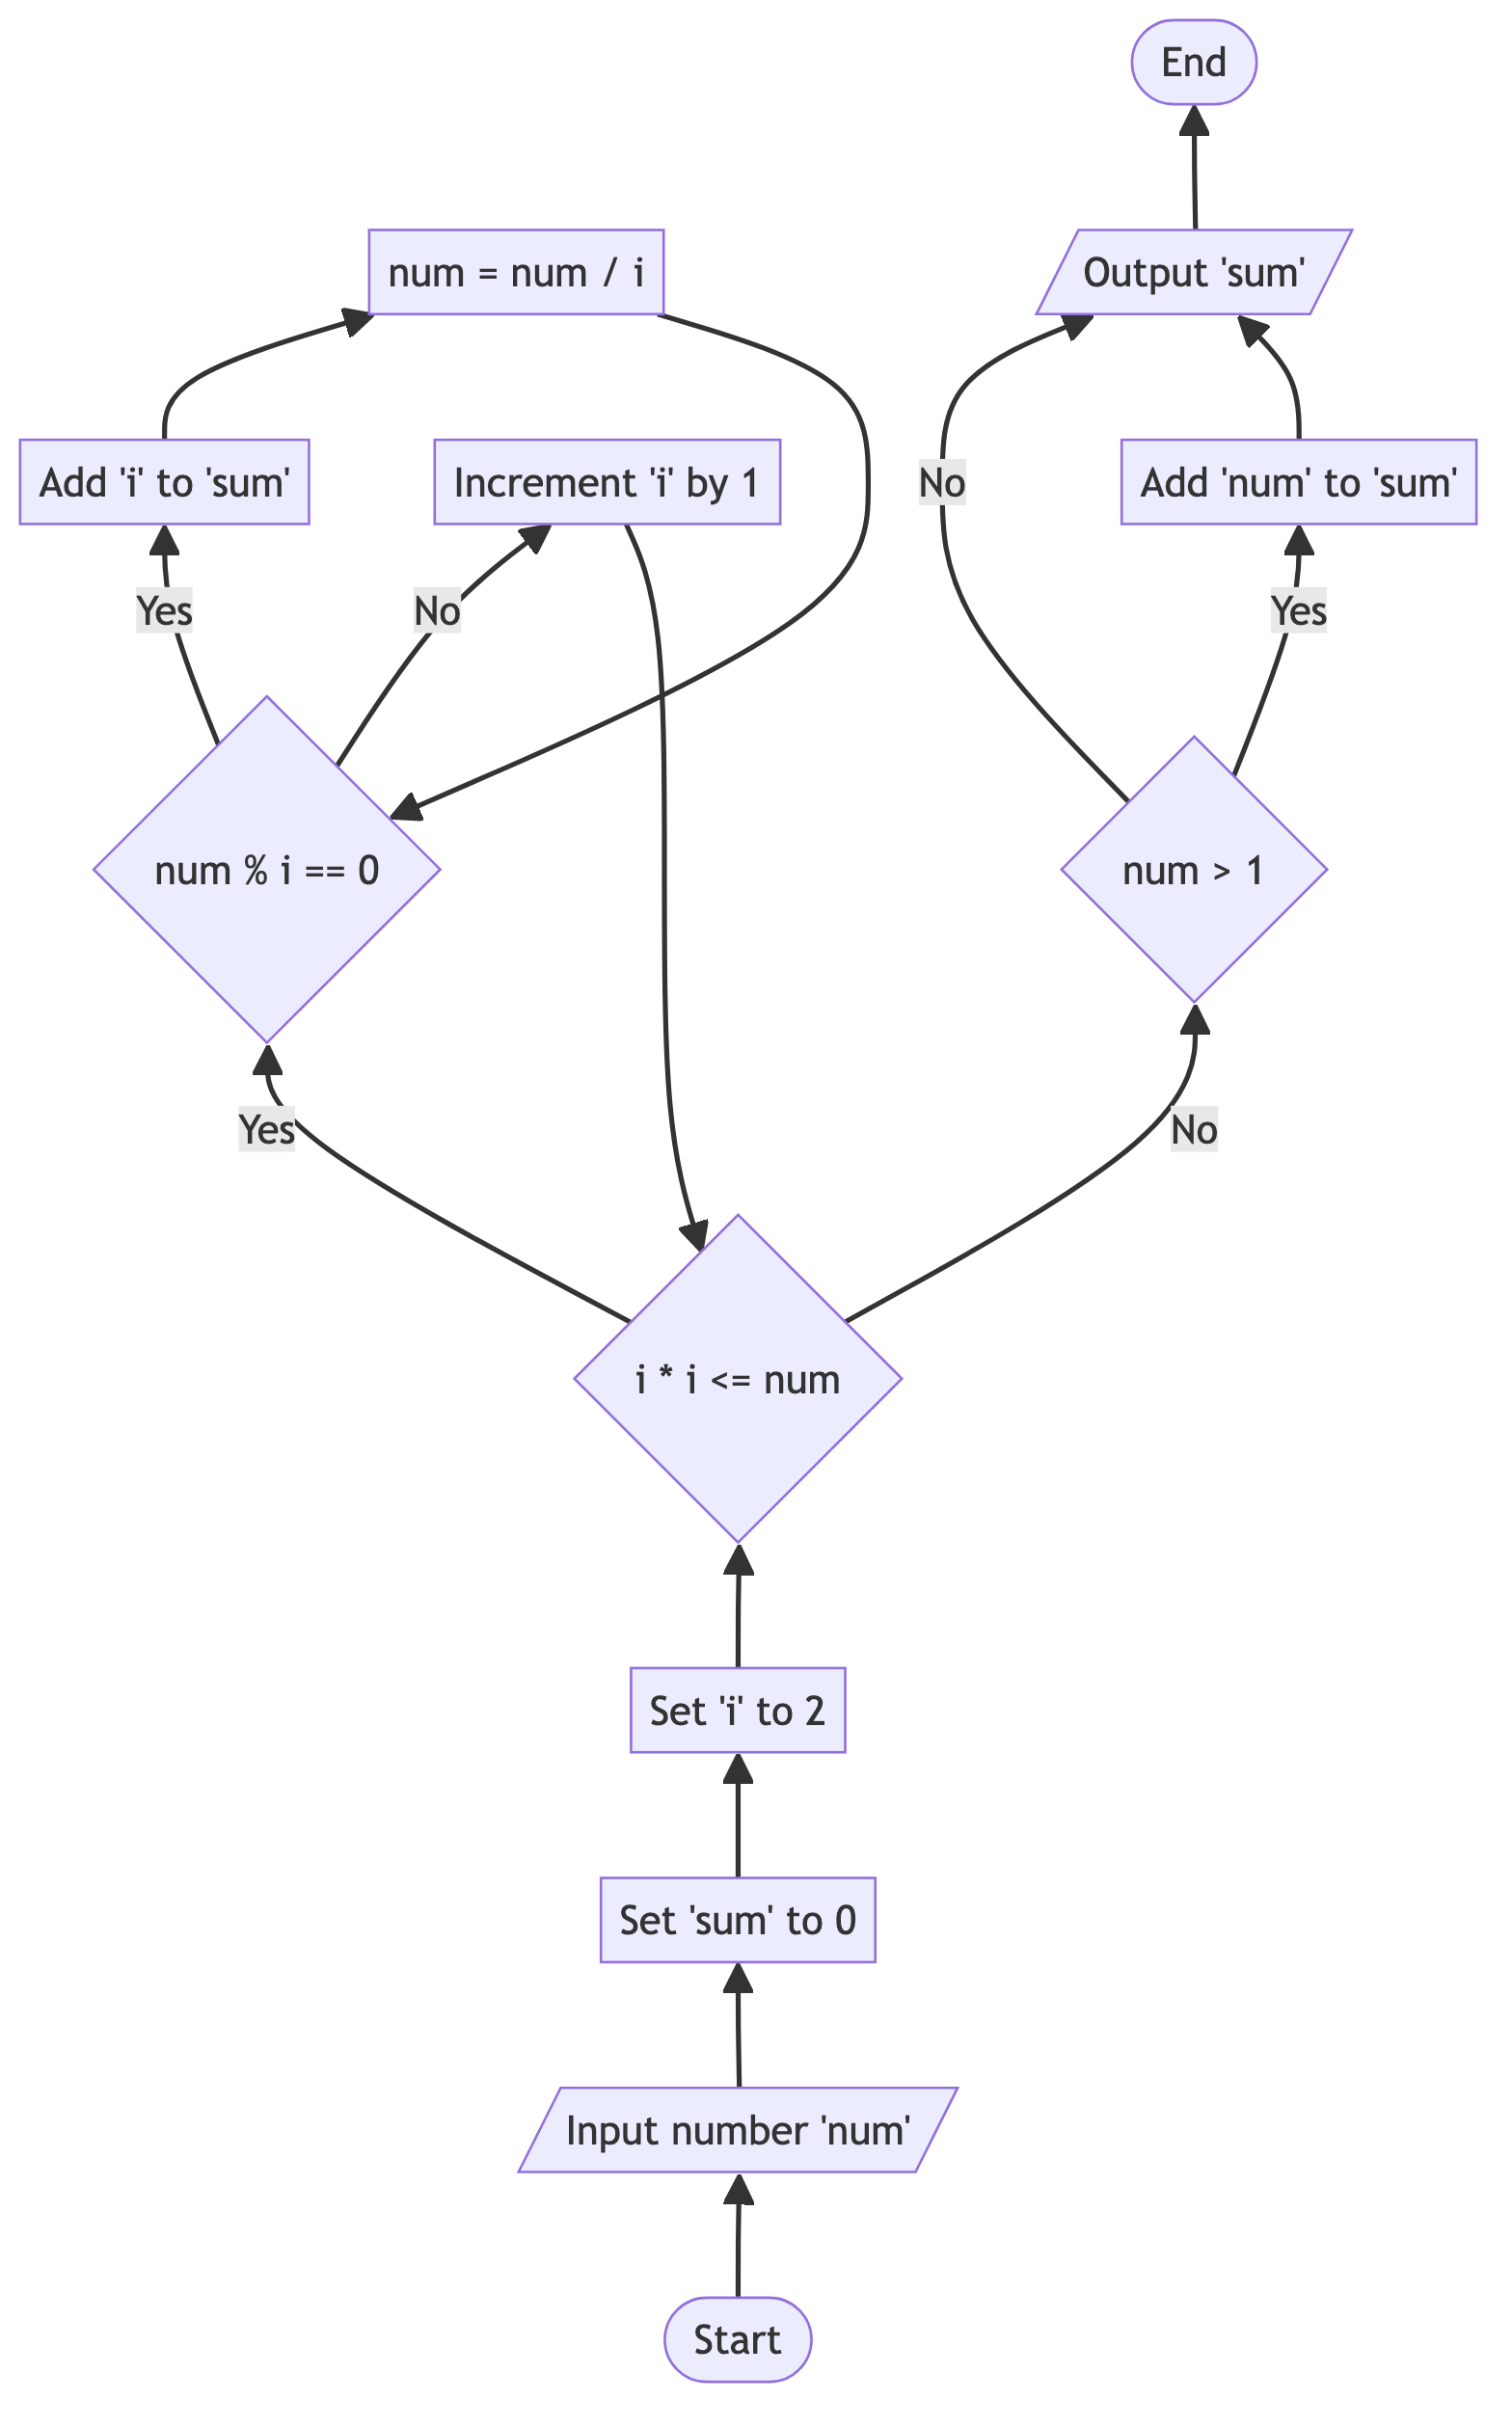 End
num = num / i
Output 'sum'
Add 'i' to 'sum'
Increment 'i' by 1
No
Add 'num' to 'sum'
Yes
No
Yes
num % i == 0
num > 1
Yes
No
i * i <= num
Set 'i' to 2
Set 'sum' to 0
Input number 'num'
Start